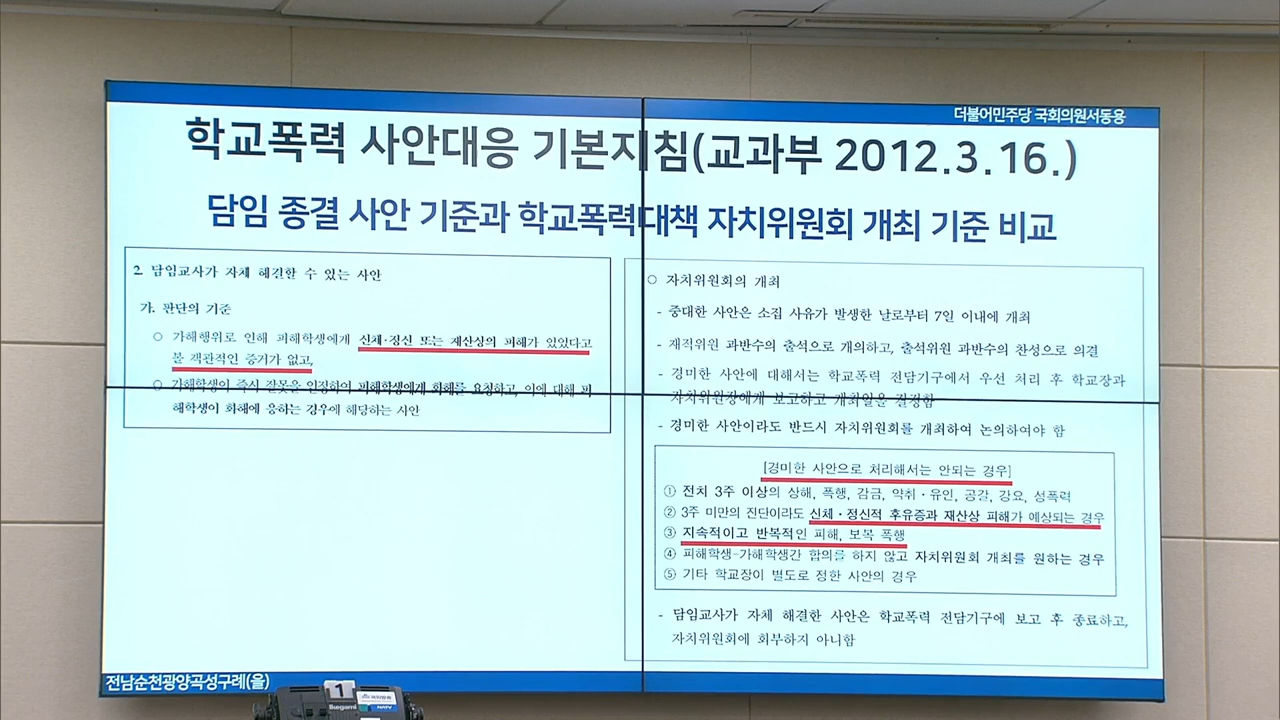 더불어민주당 국회의원서동용
학교폭력 사안대응 기본지침(교과부 2012.3.16.)
담임 종결 사안 기준과 학교폭력대책 자치위원회 개최 기준 비교
2. 담임교사가 자체 해결할 수 있는 사안
가. 판단의 기준
○ 가해행위로 인해 피해학생에게 신체·정신 또는 재산상의 피해가 있었다고
볼 객관적인 증거가 없고,
○ 가해학생이 즉시 잘못을 인정하여 피해학생에게 화해를 요청하고, 이에 대해 피
해학생이 화해에 응하는 경우에 해당하는 사안
○ 자치위원회의 개최
- 중대한 사안은 소집 사유가 발생한 날로부터 7일 이내에 개최
- 재적위원 과반수의 출석으로 개의하고, 출석위원 과반수의 찬성으로 의결
- 경미한 사안에 대해서는 학교폭력 전담기구에서 우선 처리 후 학교장과
자치위원장에게 보고하고 개최일을 결정함
- 경미한 사안이라도 반드시 자치위원회를 개최하여 논의하여야 함
[경미한 사안으로 처리해서는 안되는 경우]
① 전치 3주 이상의 상해, 폭행, 감금, 약취·유인, 공갈, 강요, 성폭력
② 3주 미만의 진단이라도 신체·정신적 후유증과 재산상 피해가 예상되는 경우
③ 지속적이고 반복적인 피해, 보복 폭행
④ 피해학생-가해학생간 합의를 하지 않고 자치위원회 개최를 원하는 경우
⑤ 기타 학교장이 별도로 정한 사안의 경우
- 담임교사가 자체 해결한 사안은 학교폭력 전담기구에 보고 후 종료하고,
자치위원회에 회부하지 아니함
전남순천광양곡성구례(을)
1
Ikegami
국회방송
NATV